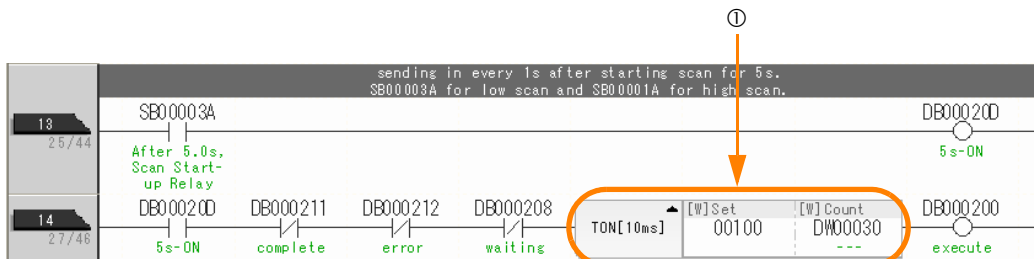 ①
sending in every 1s after starting scan for 5s.
SB00003A for low scan and SB00001A for high scan.
13
25/44
SB00003A
After 5.0s,
Scan Start-
up Relay
DB00020D
5s-ON
14
27/46
DB00020D
5s-ON
DB000211
complete
DB000212
error
DB000208
waiting
TON[10ms]
[W]Set
00100
[W]Count
DW00030
---
DB000200
execute